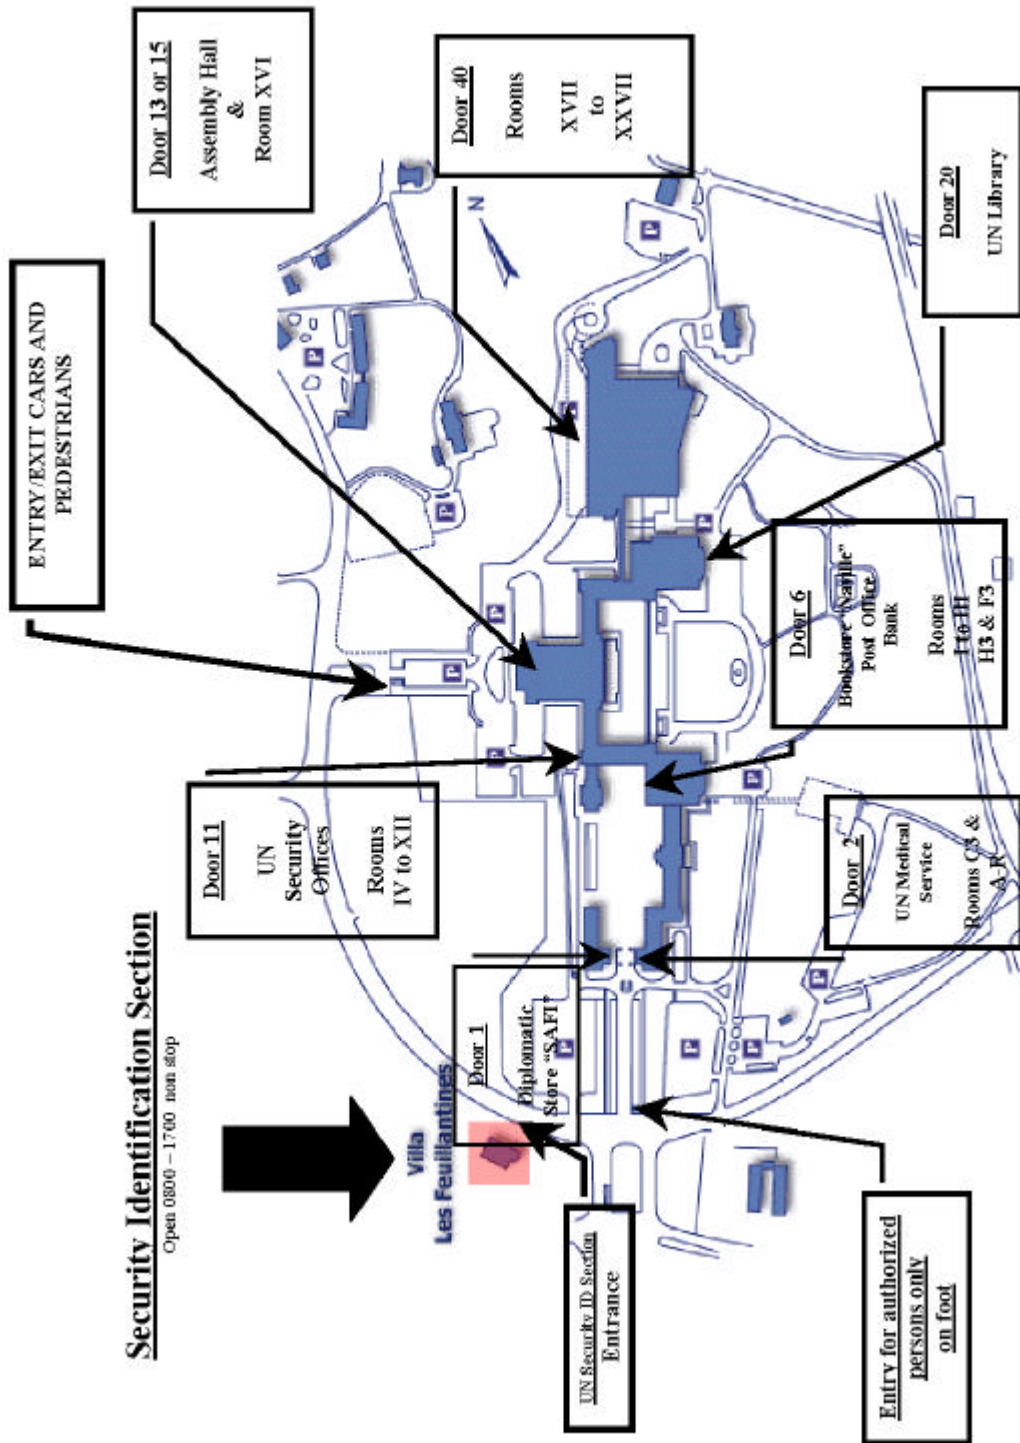 Security Identification Section
Open 0800 – 1700 non stop
Villa
Les Feuillantines
UN Security ID Section
Entrance
Entry for authorized
persons only
on foot
Door 1
Diplomatic
Store "SAFI"
Door 11
UN
Security
Offices
Rooms
IV to XII
ENTRY/EXIT CARS AND
PEDESTRIANS
Door 13 or 15
Assembly Hall
&
Room XVI
Door 40
Rooms
XVII
to
XXVII
N
Door 20
UN Library
Door 6
Bookstore "Naville"
Post Office
Bank
Rooms
I to III
H3 & F3
Door 2
UN Medical
Service
Rooms C3 &
A-R
P
P
P
P
P
P
P
P
P
P
P
P
P